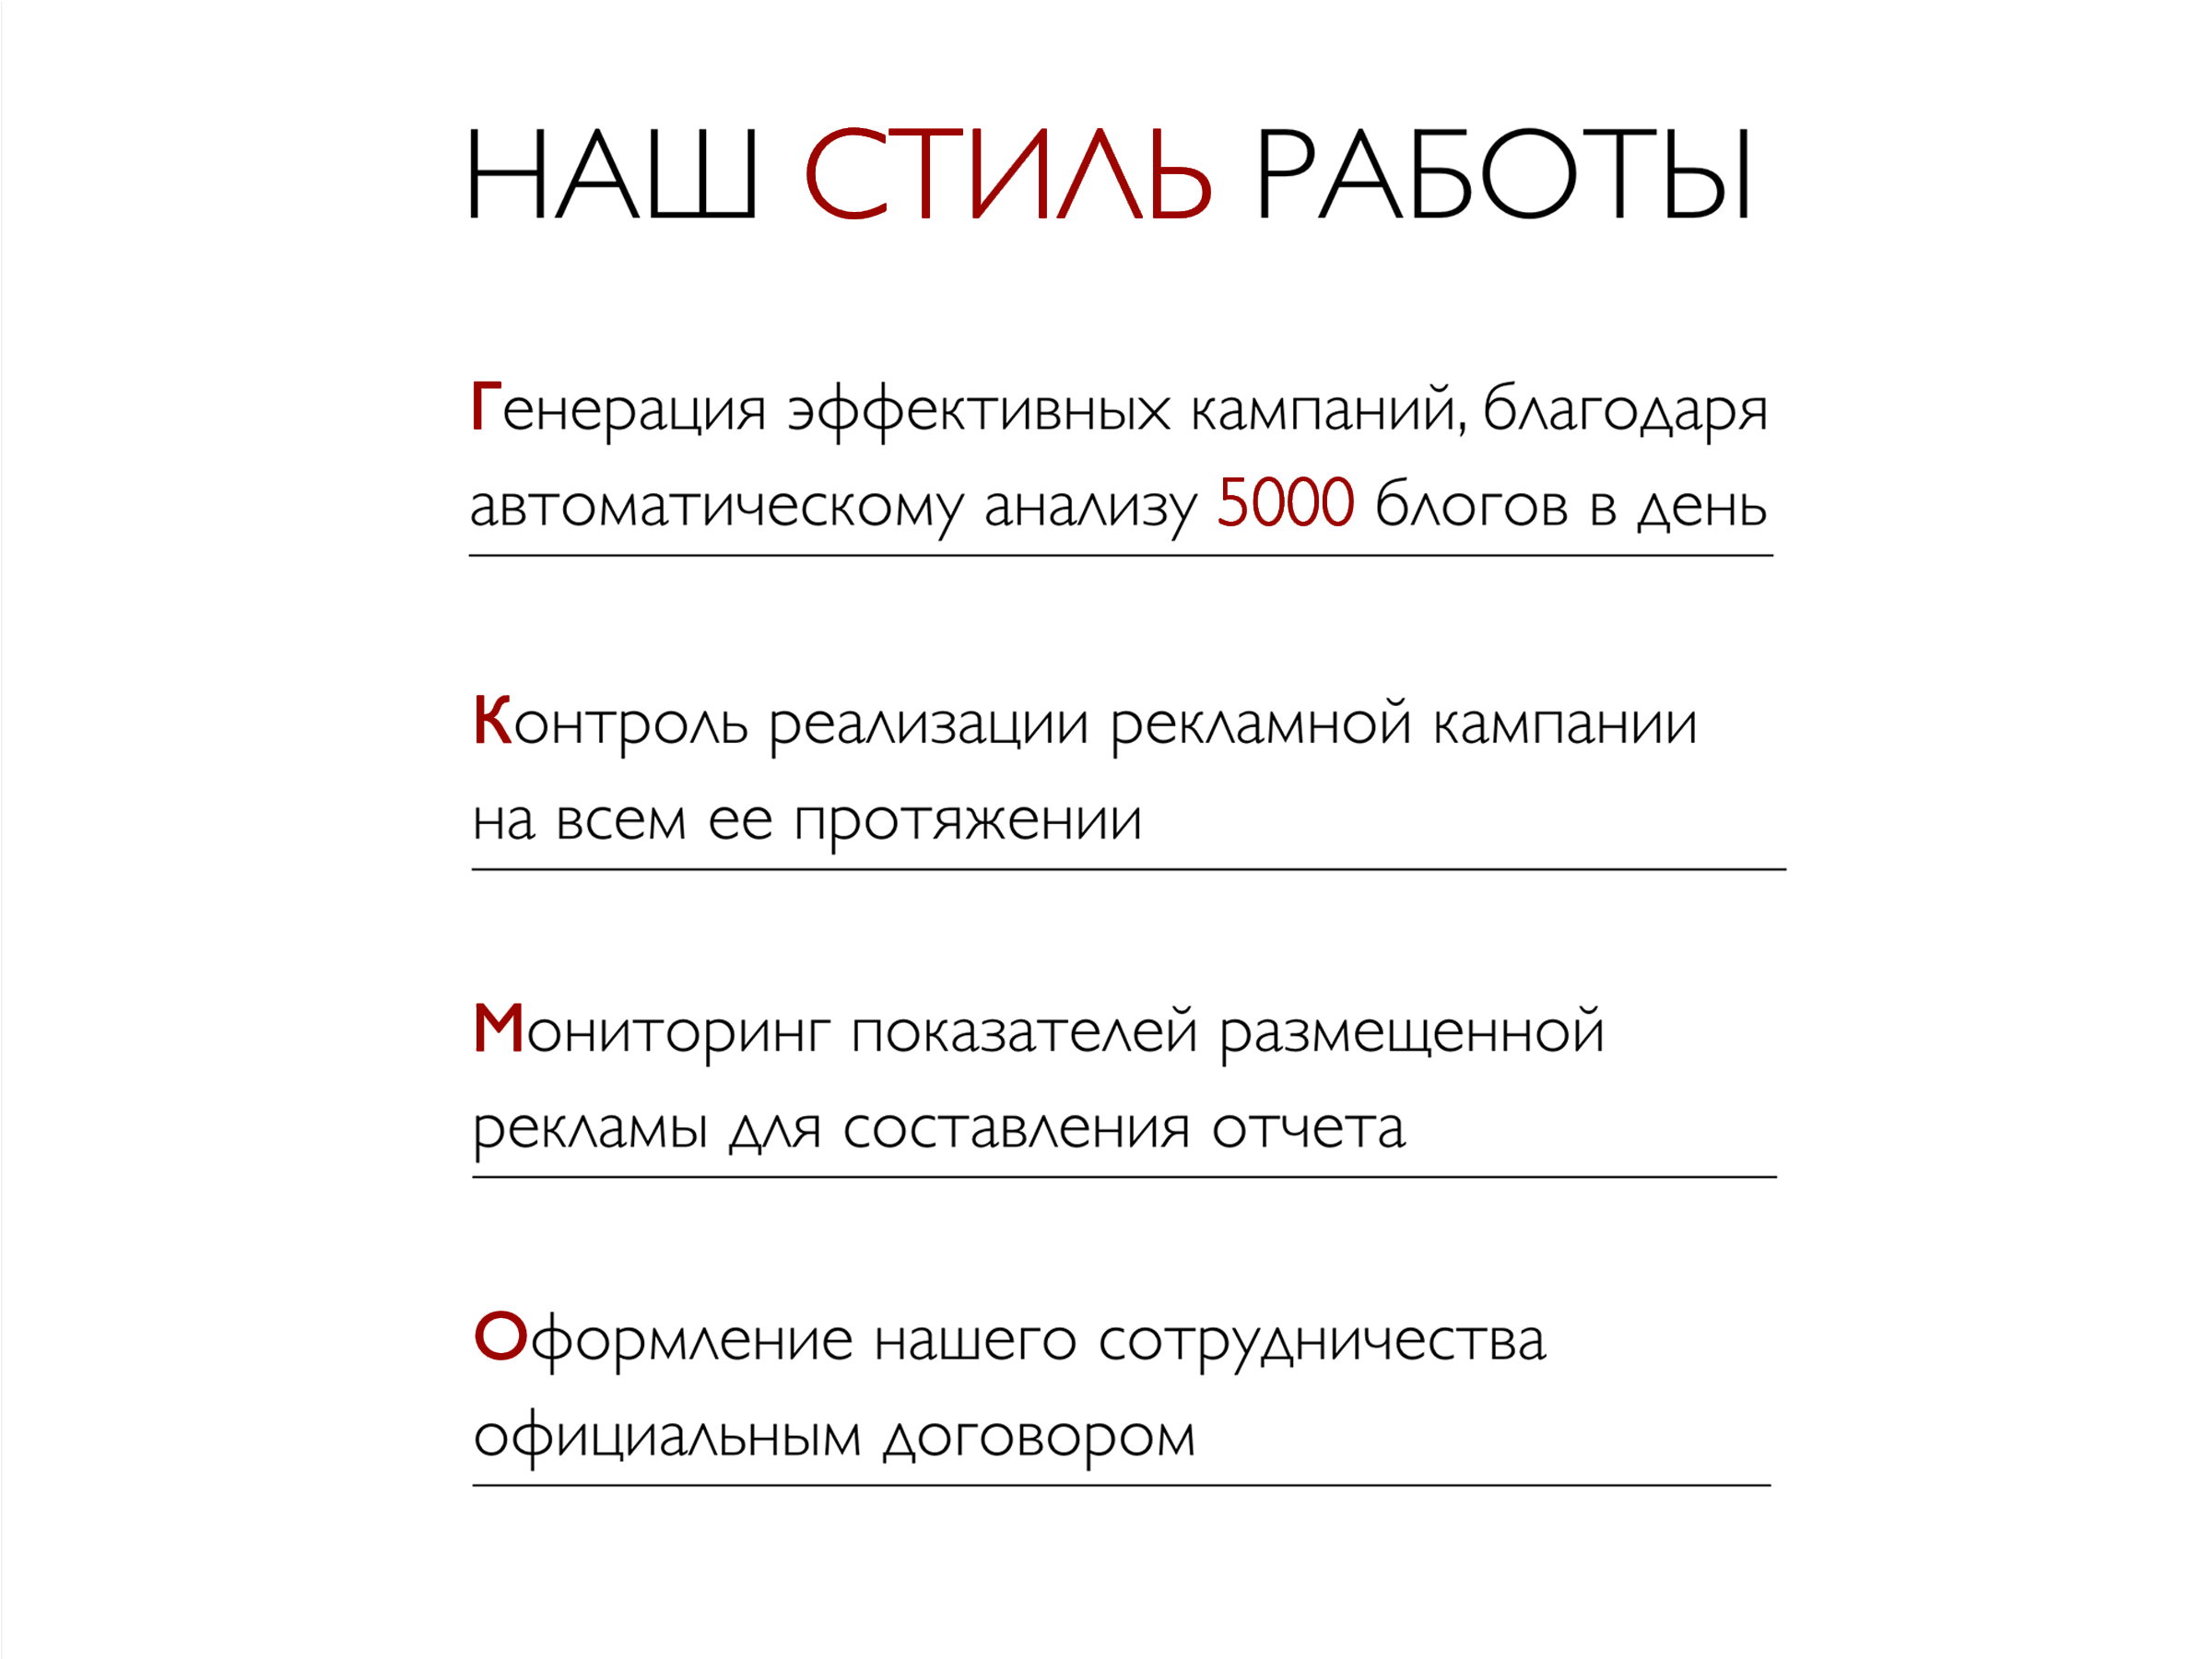 НАШ СТИЛЬ РАБОТЫ
Генерация эффективных кампаний, благодаря
автоматическому анализу 5000 блогов в день
Контроль реализации рекламной кампании
на всем ее протяжении
Мониторинг показателей размещенной
рекламы для составления отчета
Оформление нашего сотрудничества
официальным договором